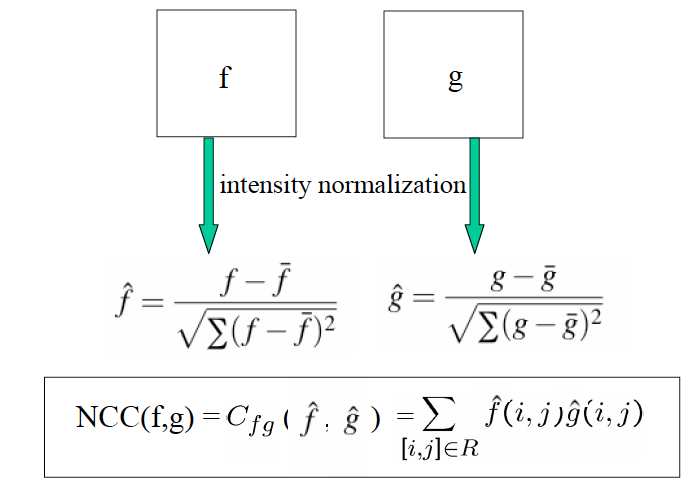 f
g
intensity normalization
f̂ = (f − f̄) / √∑(f − f̄)²
ĝ = (g − ḡ) / √∑(g − ḡ)²
NCC(f,g) = C_fg ( f̂ , ĝ ) = ∑_{[i,j]∈R} f̂(i,j)ĝ(i,j)